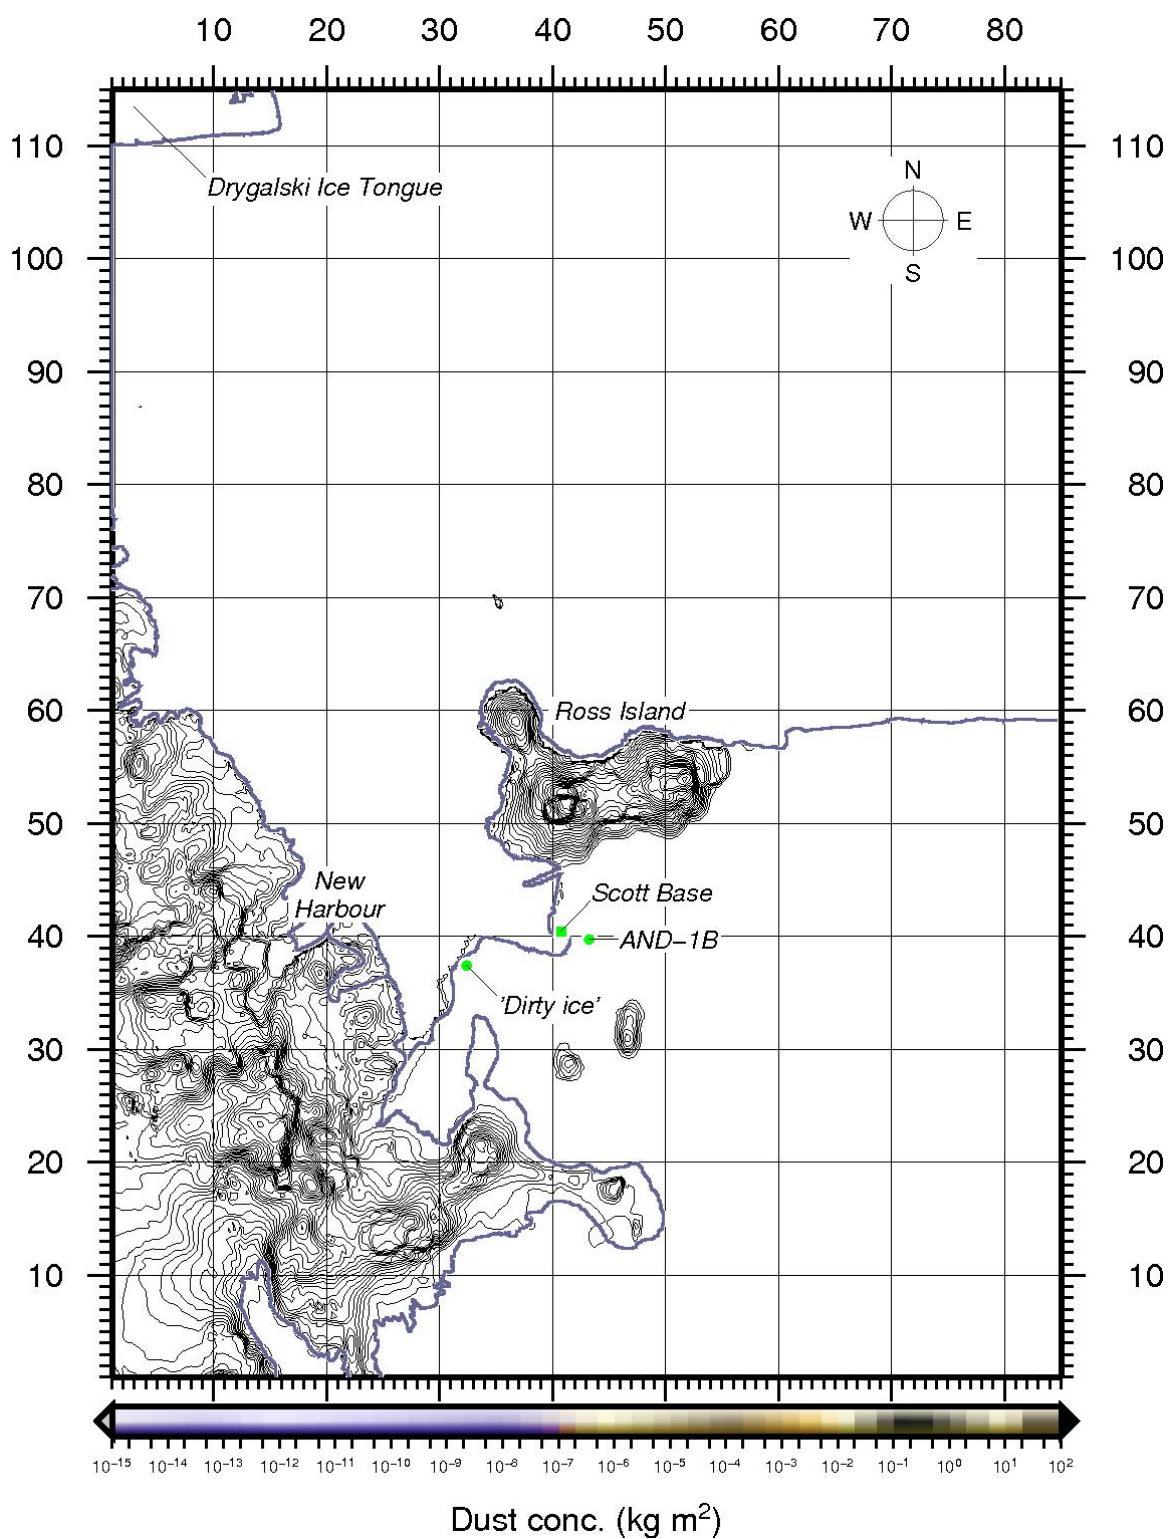 10 20 30 40 50 60 70 80
110 110
Drygalski Ice Tongue
N
W E
S
100 100
90 90
80 80
70 70
60 60
Ross Island
50 50
New
Harbour
Scott Base
40 40
AND–1B
'Dirty ice'
30 30
20 20
10 10
10-15 10-14 10-13 10-12 10-11 10-10 10-9 10-8 10-7 10-6 10-5 10-4 10-3 10-2 10-1 100 102
Dust conc. (kg m2)